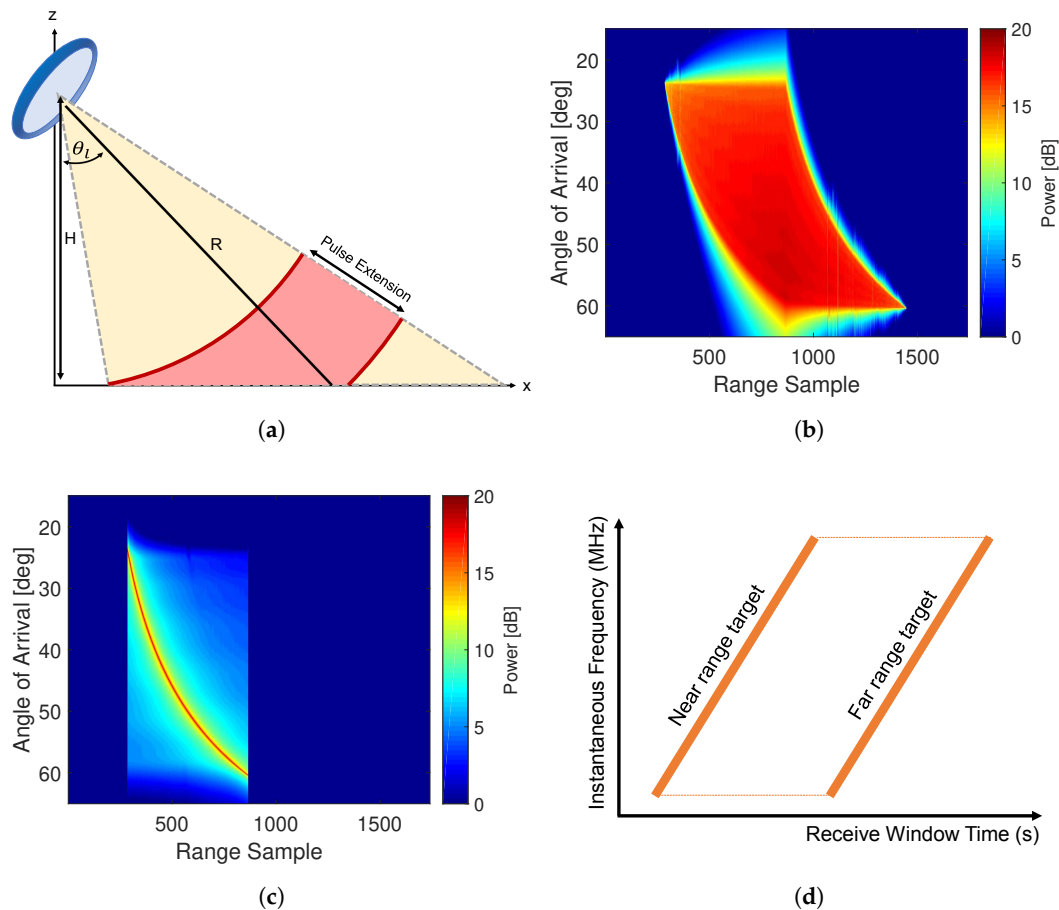 z
θl
H
R
Pulse Extension
x
(a)
Angle of Arrival [deg]
20
30
40
50
60
500
1000
1500
Range Sample
20
15
10
5
0
Power [dB]
(b)
Angle of Arrival [deg]
20
30
40
50
60
500
1000
1500
Range Sample
20
15
10
5
0
Power [dB]
(c)
Instantaneous Frequency (MHz)
Near range target
Far range target
Receive Window Time (s)
(d)